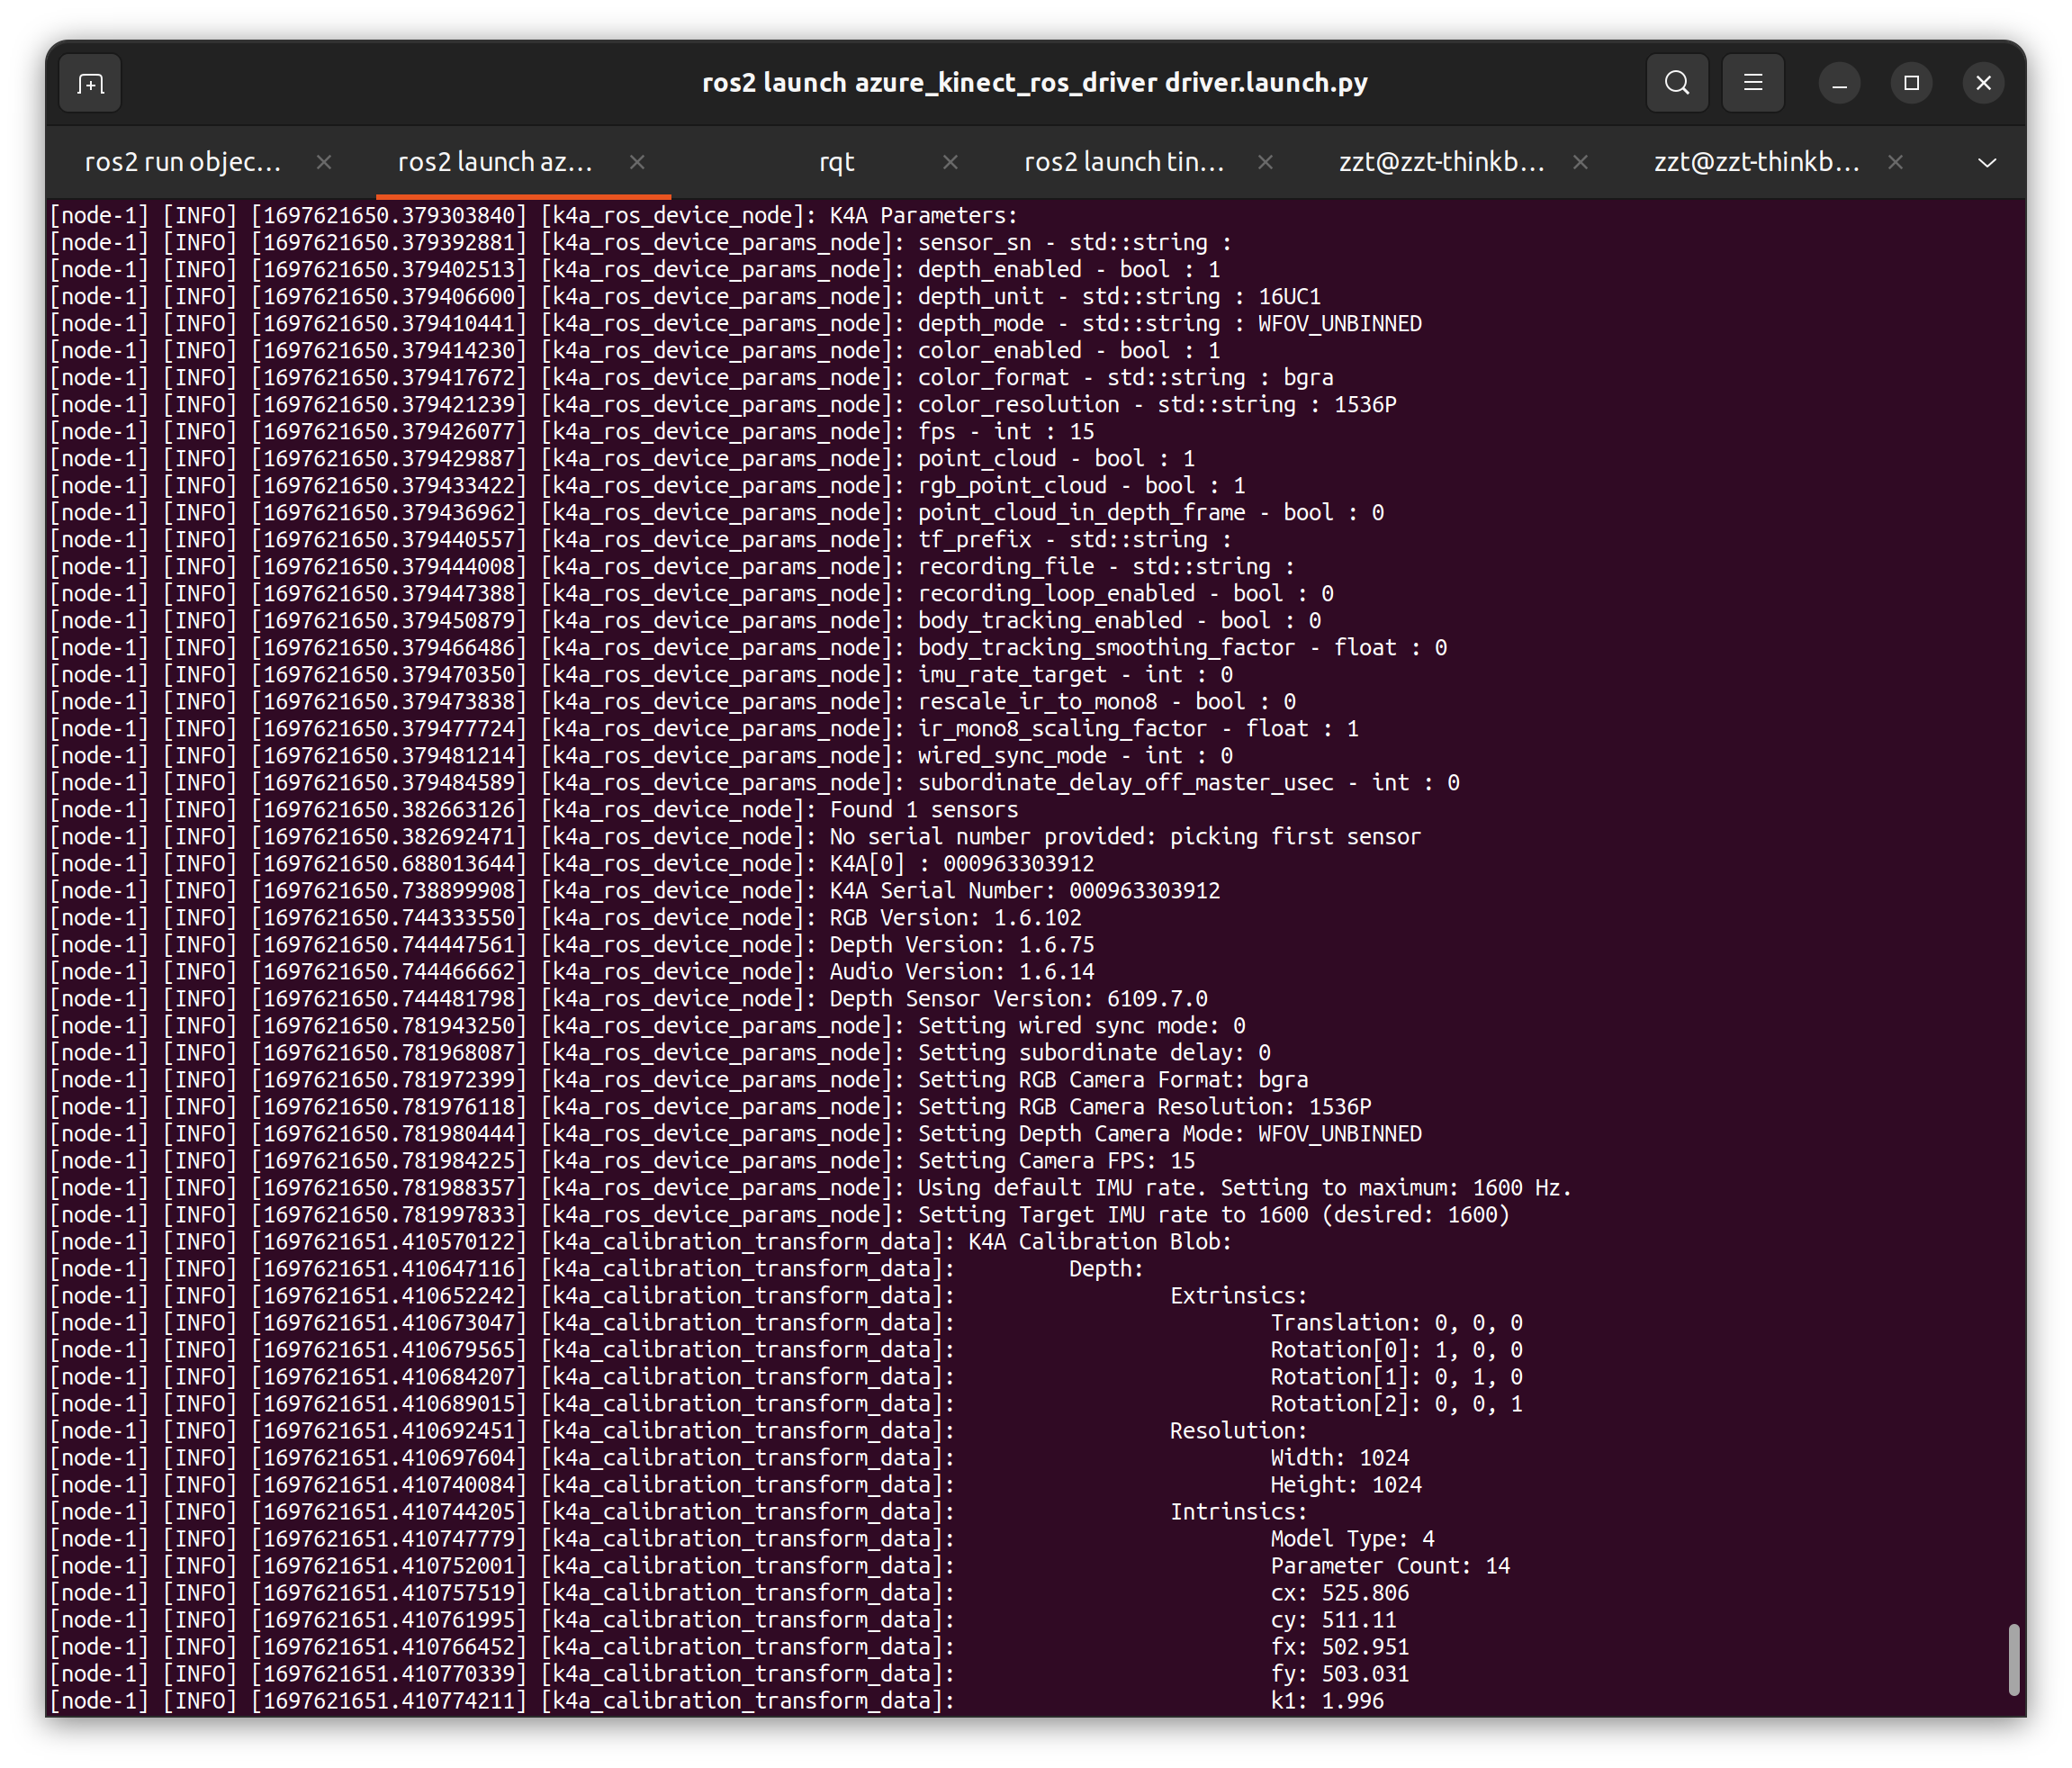 ros2 launch azure_kinect_ros_driver driver.launch.py
ros2 run objec... ros2 launch az... rqt ros2 launch tin... zzt@zzt-thinkb... zzt@zzt-thinkb...
[node-1] [INFO] [1697621650.379303840] [k4a_ros_device_node]: K4A Parameters:
[node-1] [INFO] [1697621650.379392881] [k4a_ros_device_params_node]: sensor_sn - std::string :
[node-1] [INFO] [1697621650.379402513] [k4a_ros_device_params_node]: depth_enabled - bool : 1
[node-1] [INFO] [1697621650.379406600] [k4a_ros_device_params_node]: depth_unit - std::string : 16UC1
[node-1] [INFO] [1697621650.379410441] [k4a_ros_device_params_node]: depth_mode - std::string : WFOV_UNBINNED
[node-1] [INFO] [1697621650.379414230] [k4a_ros_device_params_node]: color_enabled - bool : 1
[node-1] [INFO] [1697621650.379417672] [k4a_ros_device_params_node]: color_format - std::string : bgra
[node-1] [INFO] [1697621650.379421239] [k4a_ros_device_params_node]: color_resolution - std::string : 1536P
[node-1] [INFO] [1697621650.379426077] [k4a_ros_device_params_node]: fps - int : 15
[node-1] [INFO] [1697621650.379429887] [k4a_ros_device_params_node]: point_cloud - bool : 1
[node-1] [INFO] [1697621650.379433422] [k4a_ros_device_params_node]: rgb_point_cloud - bool : 1
[node-1] [INFO] [1697621650.379436962] [k4a_ros_device_params_node]: point_cloud_in_depth_frame - bool : 0
[node-1] [INFO] [1697621650.379440557] [k4a_ros_device_params_node]: tf_prefix - std::string :
[node-1] [INFO] [1697621650.379444008] [k4a_ros_device_params_node]: recording_file - std::string :
[node-1] [INFO] [1697621650.379447388] [k4a_ros_device_params_node]: recording_loop_enabled - bool : 0
[node-1] [INFO] [1697621650.379450879] [k4a_ros_device_params_node]: body_tracking_enabled - bool : 0
[node-1] [INFO] [1697621650.379466486] [k4a_ros_device_params_node]: body_tracking_smoothing_factor - float : 0
[node-1] [INFO] [1697621650.379470350] [k4a_ros_device_params_node]: imu_rate_target - int : 0
[node-1] [INFO] [1697621650.379473838] [k4a_ros_device_params_node]: rescale_ir_to_mono8 - bool : 0
[node-1] [INFO] [1697621650.379477724] [k4a_ros_device_params_node]: ir_mono8_scaling_factor - float : 1
[node-1] [INFO] [1697621650.379481214] [k4a_ros_device_params_node]: wired_sync_mode - int : 0
[node-1] [INFO] [1697621650.379484589] [k4a_ros_device_params_node]: subordinate_delay_off_master_usec - int : 0
[node-1] [INFO] [1697621650.382663126] [k4a_ros_device_node]: Found 1 sensors
[node-1] [INFO] [1697621650.382692471] [k4a_ros_device_node]: No serial number provided: picking first sensor
[node-1] [INFO] [1697621650.688013644] [k4a_ros_device_node]: K4A[0] : 000963303912
[node-1] [INFO] [1697621650.738899908] [k4a_ros_device_node]: K4A Serial Number: 000963303912
[node-1] [INFO] [1697621650.744333550] [k4a_ros_device_node]: RGB Version: 1.6.102
[node-1] [INFO] [1697621650.744447561] [k4a_ros_device_node]: Depth Version: 1.6.75
[node-1] [INFO] [1697621650.744466662] [k4a_ros_device_node]: Audio Version: 1.6.14
[node-1] [INFO] [1697621650.744481798] [k4a_ros_device_node]: Depth Sensor Version: 6109.7.0
[node-1] [INFO] [1697621650.781943250] [k4a_ros_device_params_node]: Setting wired sync mode: 0
[node-1] [INFO] [1697621650.781968087] [k4a_ros_device_params_node]: Setting subordinate delay: 0
[node-1] [INFO] [1697621650.781972399] [k4a_ros_device_params_node]: Setting RGB Camera Format: bgra
[node-1] [INFO] [1697621650.781976118] [k4a_ros_device_params_node]: Setting RGB Camera Resolution: 1536P
[node-1] [INFO] [1697621650.781980444] [k4a_ros_device_params_node]: Setting Depth Camera Mode: WFOV_UNBINNED
[node-1] [INFO] [1697621650.781984225] [k4a_ros_device_params_node]: Setting Camera FPS: 15
[node-1] [INFO] [1697621650.781988357] [k4a_ros_device_params_node]: Using default IMU rate. Setting to maximum: 1600 Hz.
[node-1] [INFO] [1697621650.781997833] [k4a_ros_device_params_node]: Setting Target IMU rate to 1600 (desired: 1600)
[node-1] [INFO] [1697621651.410570122] [k4a_calibration_transform_data]: K4A Calibration Blob:
[node-1] [INFO] [1697621651.410647116] [k4a_calibration_transform_data]: Depth:
[node-1] [INFO] [1697621651.410652242] [k4a_calibration_transform_data]: Extrinsics:
[node-1] [INFO] [1697621651.410673047] [k4a_calibration_transform_data]: Translation: 0, 0, 0
[node-1] [INFO] [1697621651.410679565] [k4a_calibration_transform_data]: Rotation[0]: 1, 0, 0
[node-1] [INFO] [1697621651.410684207] [k4a_calibration_transform_data]: Rotation[1]: 0, 1, 0
[node-1] [INFO] [1697621651.410689015] [k4a_calibration_transform_data]: Rotation[2]: 0, 0, 1
[node-1] [INFO] [1697621651.410692451] [k4a_calibration_transform_data]: Resolution:
[node-1] [INFO] [1697621651.410697604] [k4a_calibration_transform_data]: Width: 1024
[node-1] [INFO] [1697621651.410740084] [k4a_calibration_transform_data]: Height: 1024
[node-1] [INFO] [1697621651.410744205] [k4a_calibration_transform_data]: Intrinsics:
[node-1] [INFO] [1697621651.410747779] [k4a_calibration_transform_data]: Model Type: 4
[node-1] [INFO] [1697621651.410752001] [k4a_calibration_transform_data]: Parameter Count: 14
[node-1] [INFO] [1697621651.410757519] [k4a_calibration_transform_data]: cx: 525.806
[node-1] [INFO] [1697621651.410761995] [k4a_calibration_transform_data]: cy: 511.11
[node-1] [INFO] [1697621651.410766452] [k4a_calibration_transform_data]: fx: 502.951
[node-1] [INFO] [1697621651.410770339] [k4a_calibration_transform_data]: fy: 503.031
[node-1] [INFO] [1697621651.410774211] [k4a_calibration_transform_data]: k1: 1.996